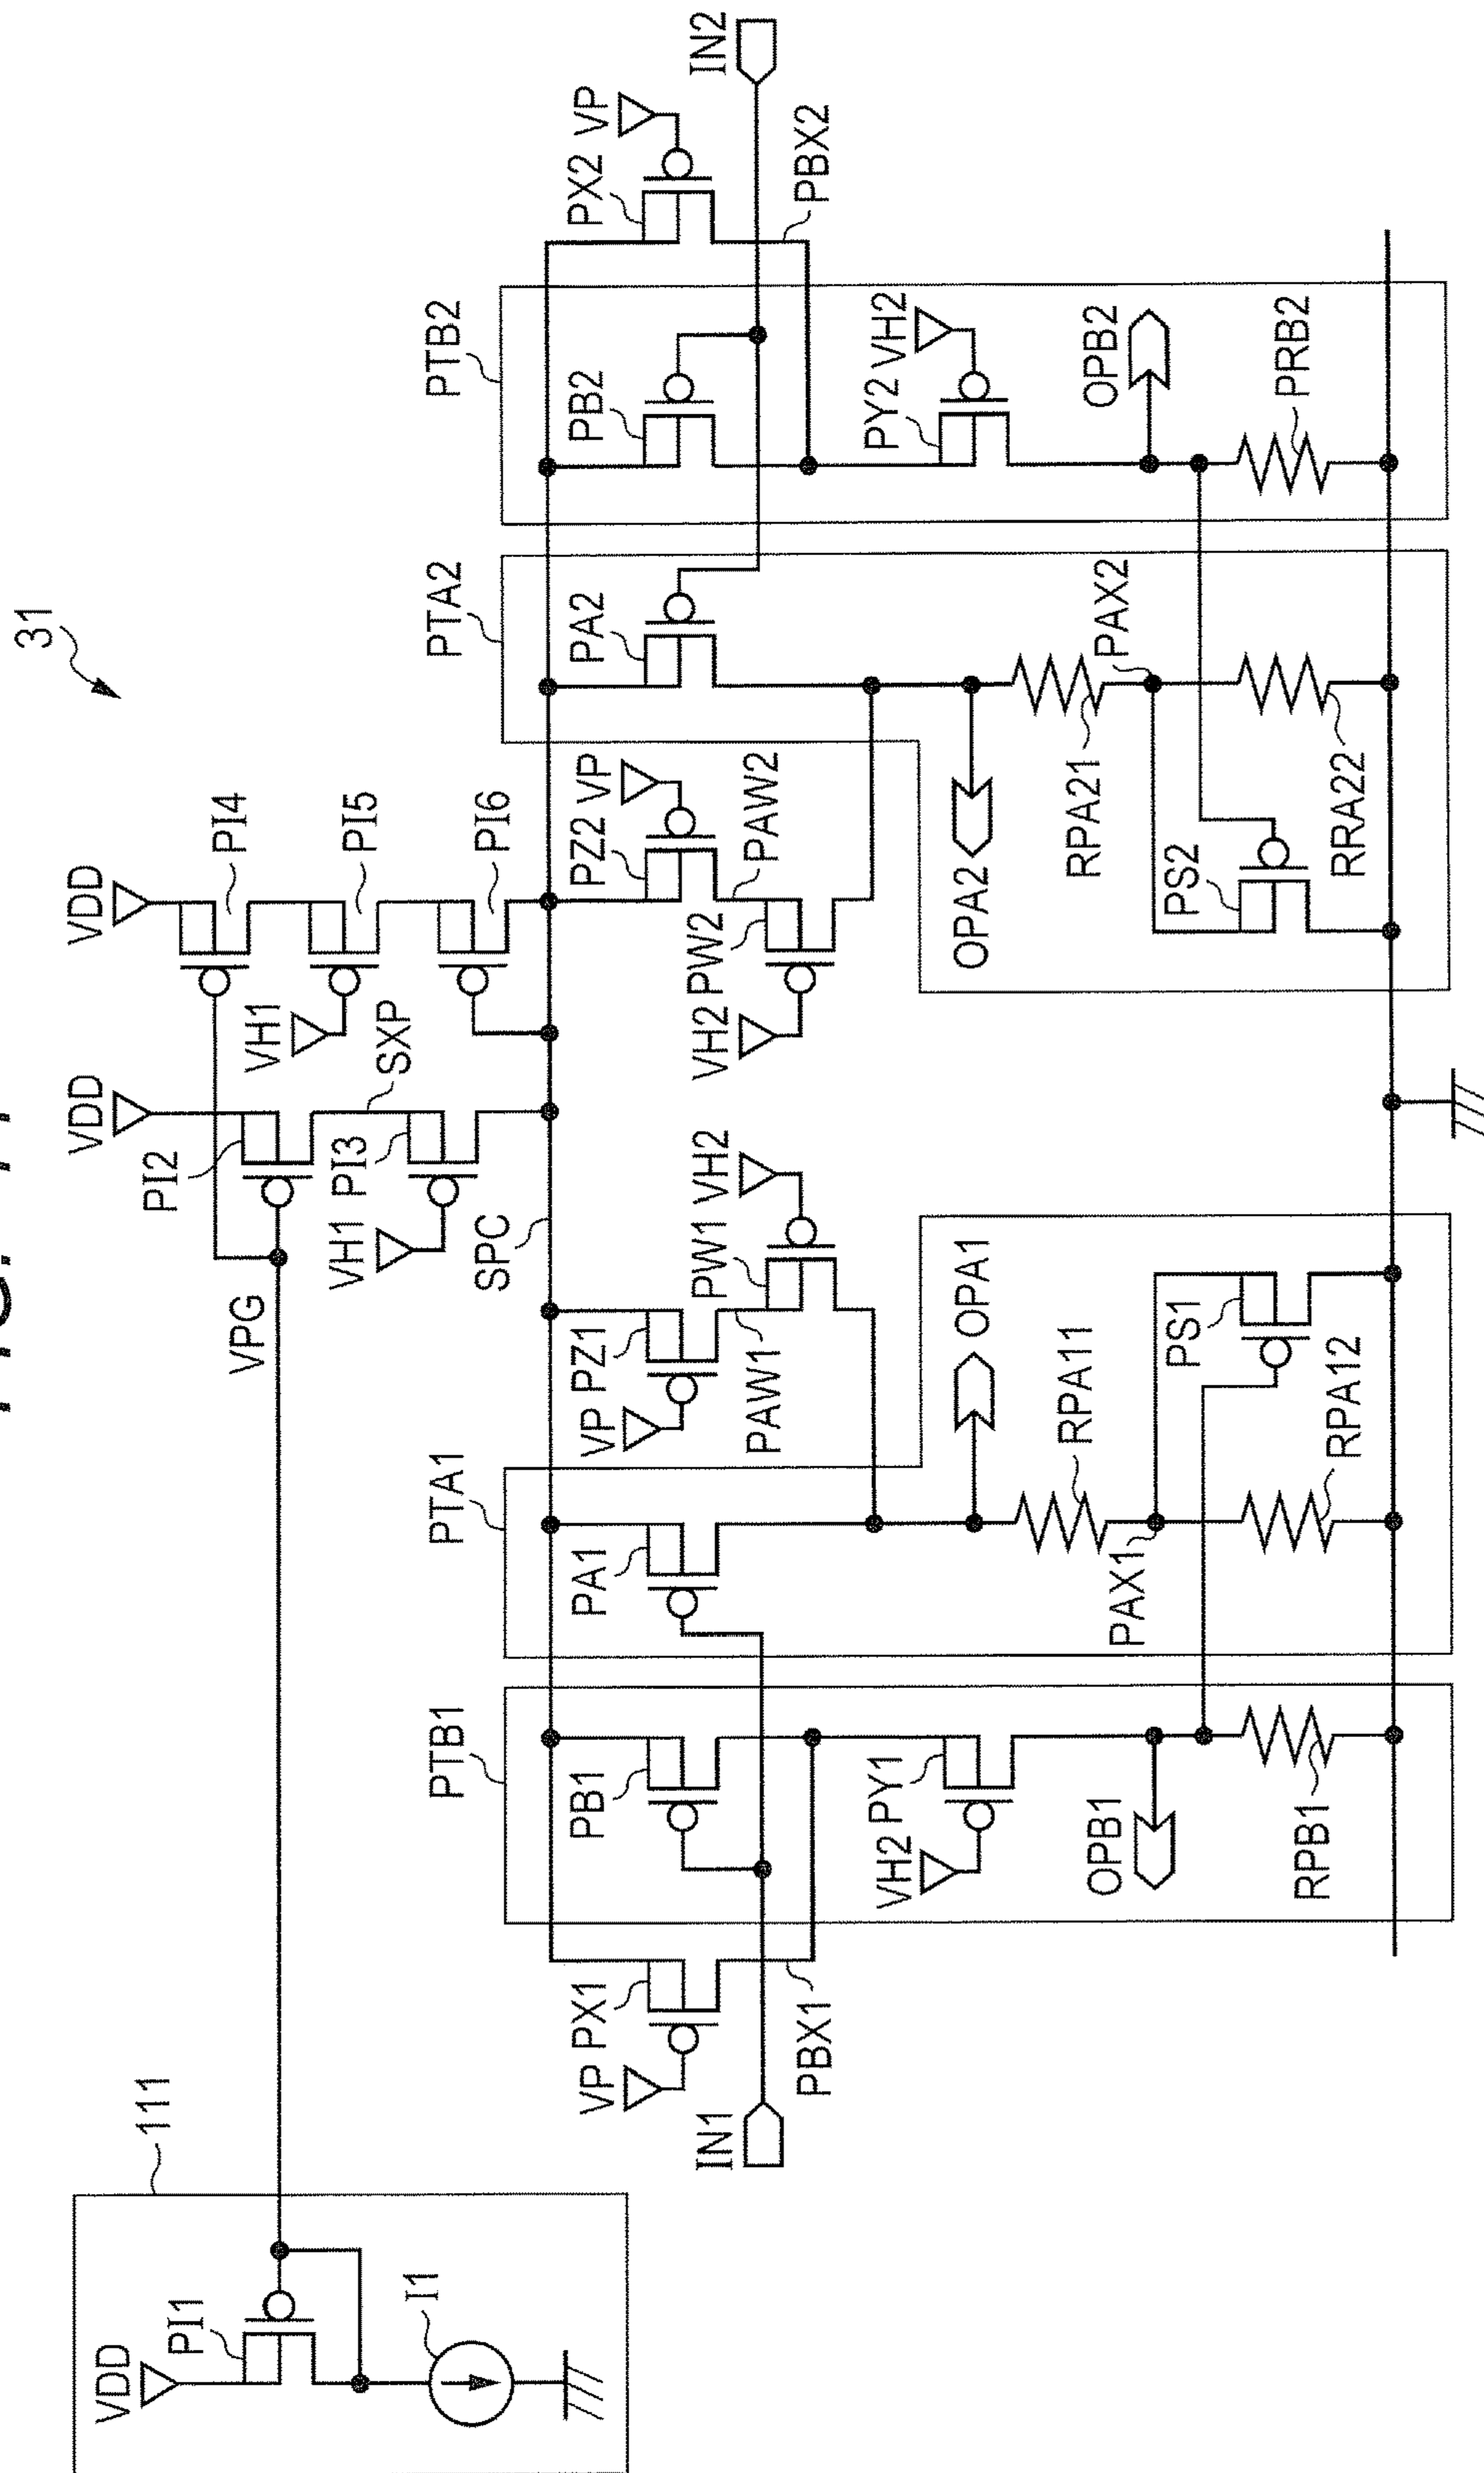 FIG. 11
31
111
VDD
PI1
I1
VPG
VDD
PI2
VH1
PI3
SXP
VDD
PI4
VH1
PI5
PI6
SPC
PTB1
PTA1
PTA2
PTB2
VP
PX1
PB1
PA1
VP
PZ1
PZ2
VP
PA2
PB2
PX2
VP
IN1
PBX1
PAW1
PW1
VH2
VH2
PW2
PAW2
IN2
PBX2
VH2
PY1
PY2
VH2
OPB1
OPA1
OPA2
OPB2
PAX1
RPA11
RPA21
PAX2
PS1
PS2
RPB1
RPA12
RRA22
PRB2